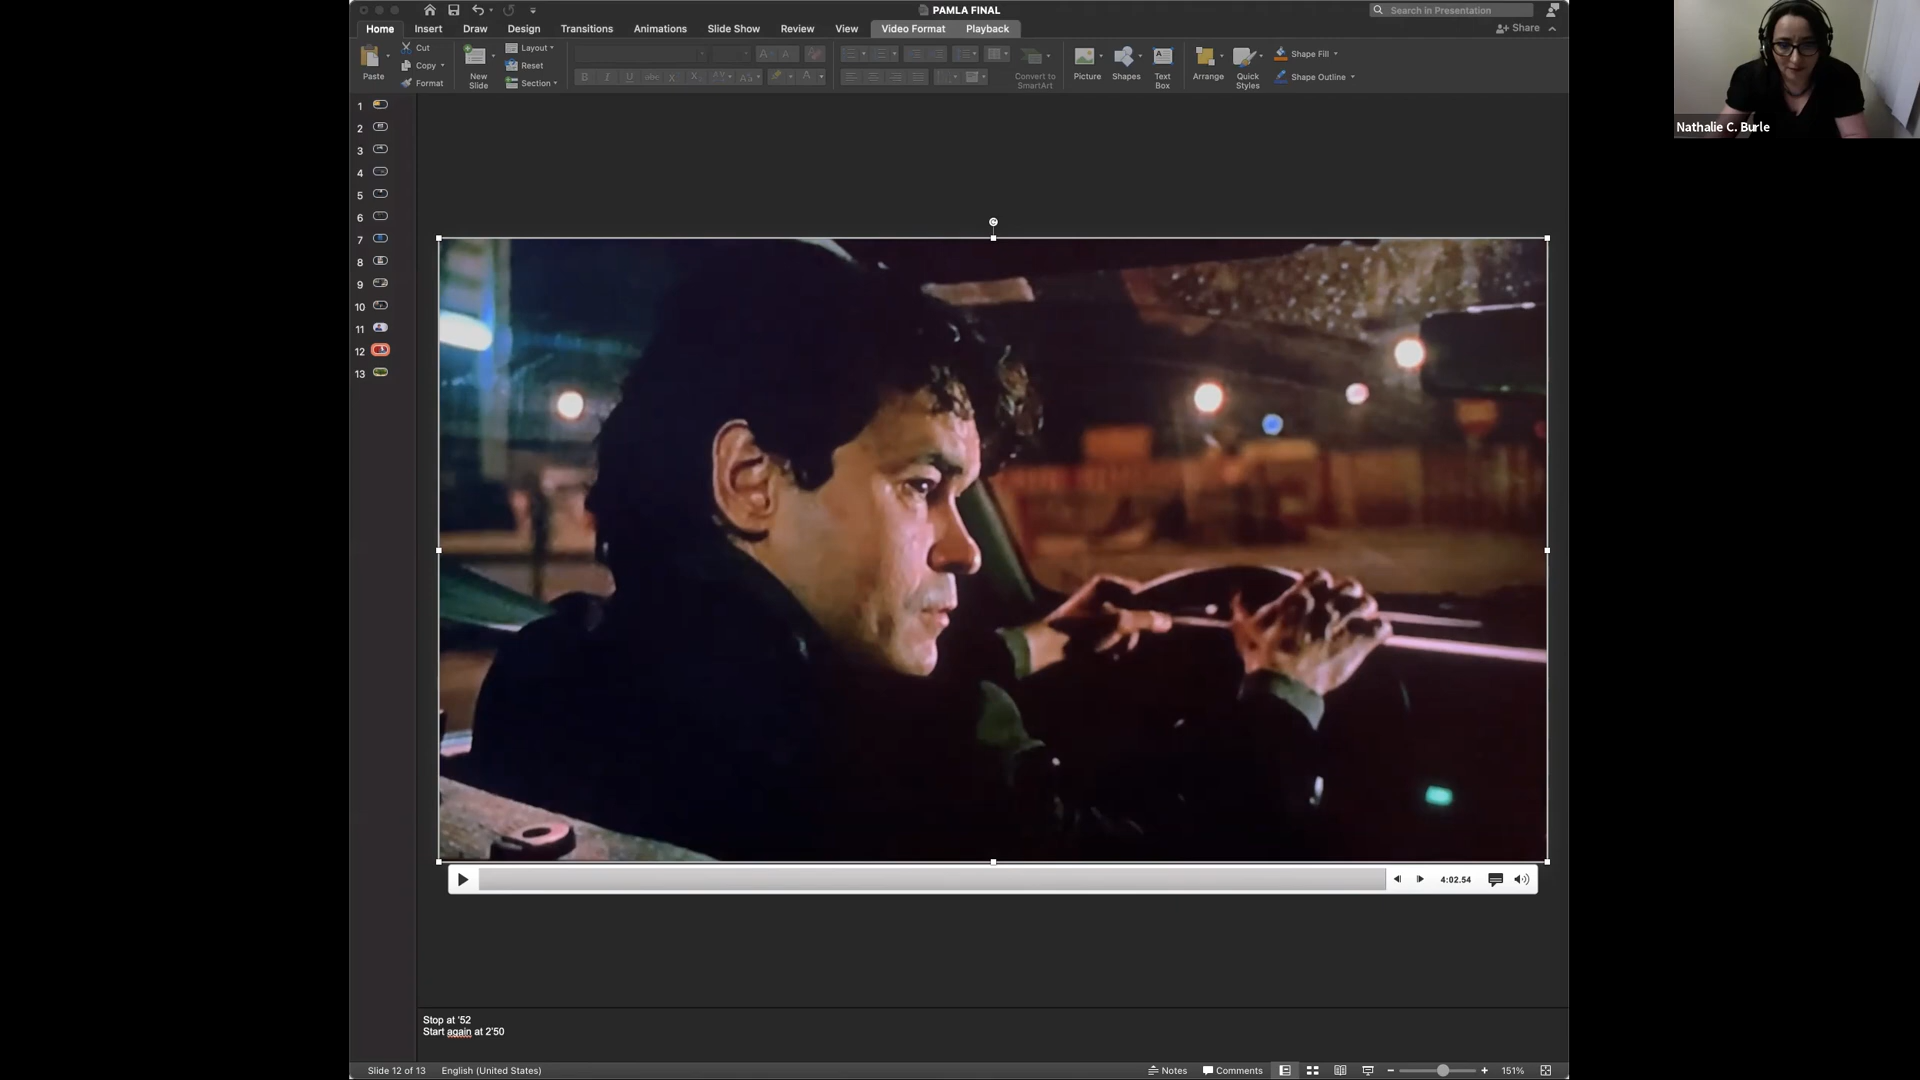 PAMLA FINAL
Search in Presentation
Home Insert Draw Design Transitions Animations Slide Show Review View Video Format Playback
Share
Paste
Cut
Copy
Format
New Slide
Layout
Reset
Section
Convert to SmartArt
Picture
Shapes
Text Box
Arrange
Quick Styles
Shape Fill
Shape Outline
1
2
3
4
5
6
7
8
9
10
11
12
13
4:02.54
Stop at '52
Start again at 2'50
Slide 12 of 13 English (United States)
Notes Comments 151%
Nathalie C. Burle